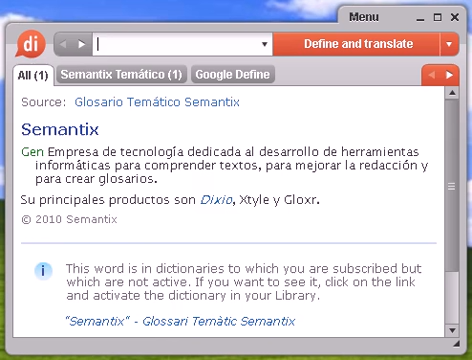 Menu
di
Define and translate
All (1)
Semantix Temático (1)
Google Define
Source: Glosario Temático Semantix
Semantix
Gen Empresa de tecnología dedicada al desarrollo de herramientas
informáticas para comprender textos, para mejorar la redacción y
para crear glosarios.
Su principales productos son Dixio, Xtyle y Gloxr.
© 2010 Semantix
i
This word is in dictionaries to which you are subscribed but
which are not active. If you want to see it, click on the link
and activate the dictionary in your Library.
"Semantix" - Glossari Temàtic Semantix